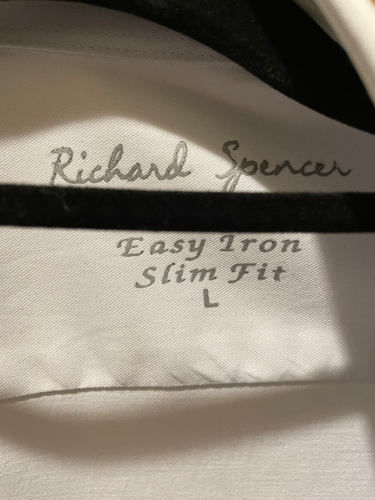 Richard Spencer
Easy Iron
Slim Fit
L